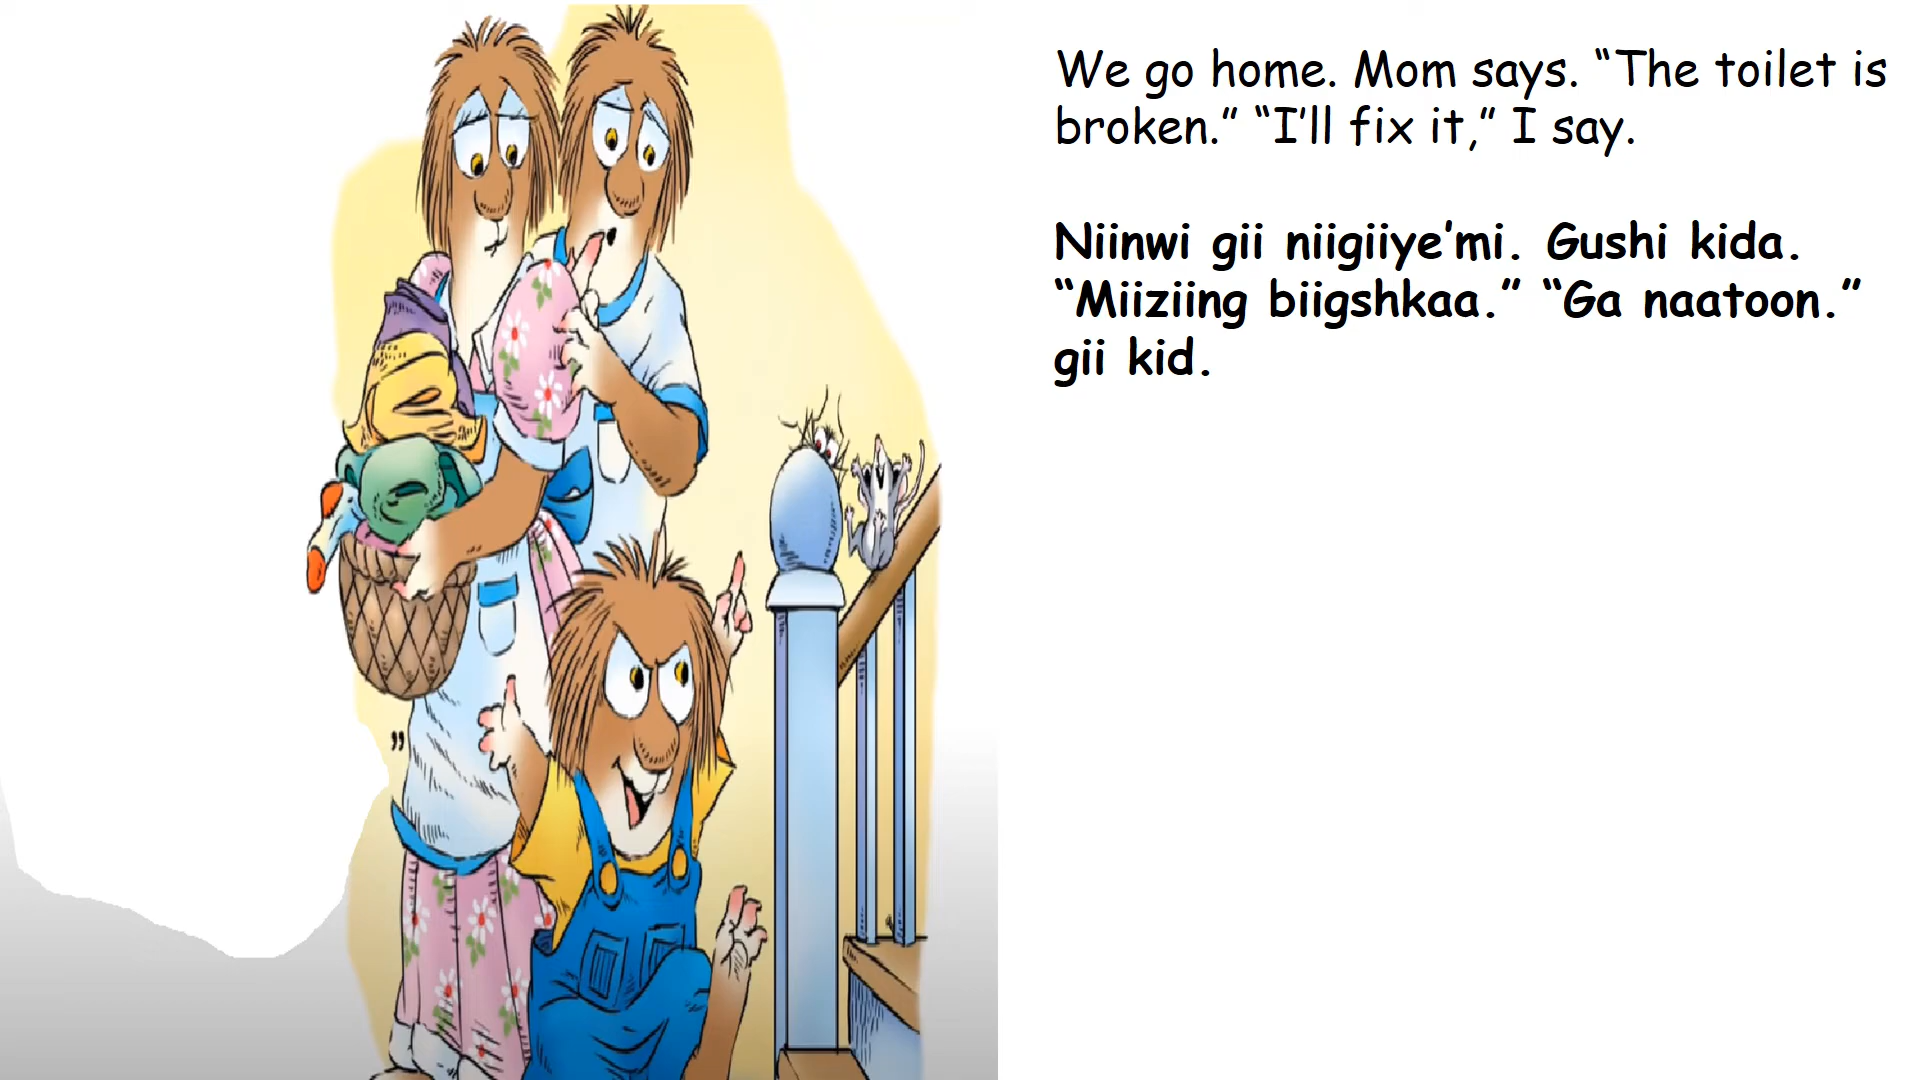 We go home. Mom says. “The toilet is
broken.” “I’ll fix it,” I say.
Niinwi gii niigiiye’mi. Gushi kida.
“Miiziing biigshkaa.” “Ga naatoon.”
gii kid.
”